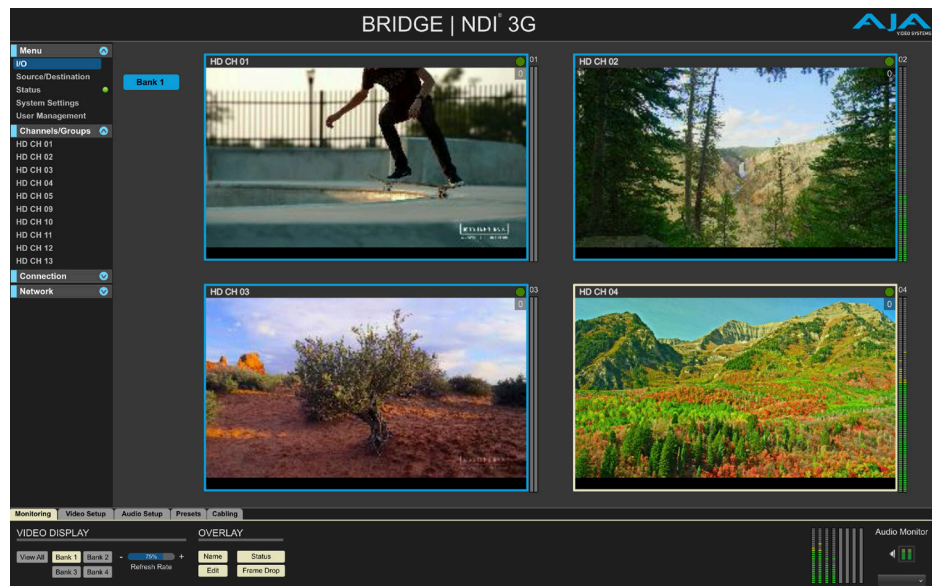 BRIDGE | NDI® 3G
AJA
VIDEO SYSTEMS
Menu
I/O
Source/Destination
Status
System Settings
User Management
Channels/Groups
HD CH 01
HD CH 02
HD CH 03
HD CH 04
HD CH 05
HD CH 09
HD CH 10
HD CH 11
HD CH 12
HD CH 13
Connection
Network
Bank 1
HD CH 01
01
0
HD CH 02
02
0
HD CH 03
03
0
HD CH 04
04
0
Monitoring Video Setup Audio Setup Presets Cabling
VIDEO DISPLAY
View All Bank 1 Bank 2 - 75% +
Bank 3 Bank 4 Refresh Rate
OVERLAY
Name Status
Edit Frame Drop
Audio Monitor